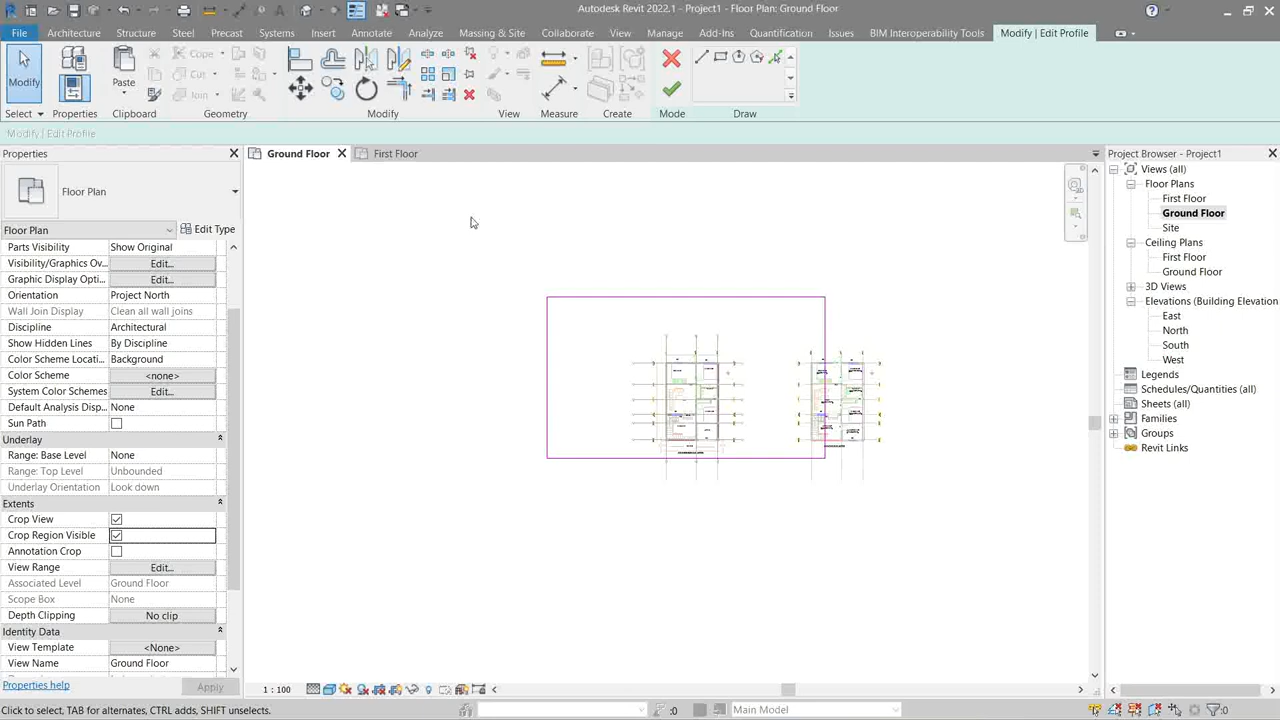 Autodesk Revit 2022.1 - Project1 - Floor Plan: Ground Floor
File Architecture Structure Steel Precast Systems Insert Annotate Analyze Massing & Site Collaborate View Manage Add-Ins Quantification Issues BIM Interoperability Tools Modify | Edit Profile
Cope
Cut
Join
Modify
Paste
Select Properties Clipboard Geometry Modify View Measure Create Mode Draw
Modify | Edit Profile
Properties
Ground Floor
First Floor
Project Browser - Project1
Floor Plan
Floor Plan
Edit Type
Parts Visibility Show Original
Visibility/Graphics Ov... Edit...
Graphic Display Opti... Edit...
Orientation Project North
Wall Join Display Clean all wall joins
Discipline Architectural
Show Hidden Lines By Discipline
Color Scheme Locati... Background
Color Scheme <none>
System Color Schemes Edit...
Default Analysis Disp... None
Sun Path
Underlay
Range: Base Level None
Range: Top Level Unbounded
Underlay Orientation Look down
Extents
Crop View
Crop Region Visible
Annotation Crop
View Range Edit...
Associated Level Ground Floor
Scope Box None
Depth Clipping No clip
Identity Data
View Template <None>
View Name Ground Floor
Properties help
Apply
Views (all)
Floor Plans
First Floor
Ground Floor
Site
Ceiling Plans
First Floor
Ground Floor
3D Views
Elevations (Building Elevation
East
North
South
West
Legends
Schedules/Quantities (all)
Sheets (all)
Families
Groups
Revit Links
1 : 100
Click to select, TAB for alternates, CTRL adds, SHIFT unselects.
:0
Main Model
:0